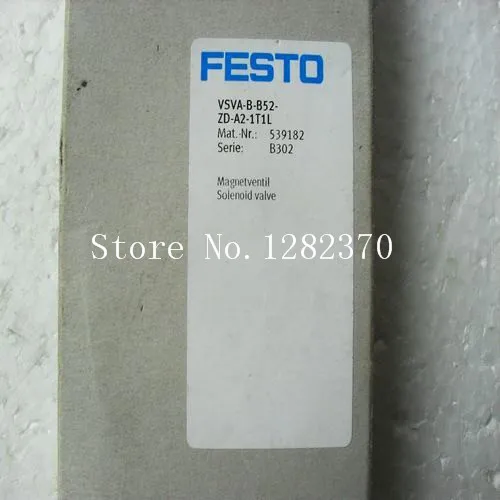 FESTO
VSVA-B-B52-
ZD-A2-1T1L
Mat.-Nr.: 539182
Serie: B302
Magnetventil
Solenoid valve
Store No. 1282370